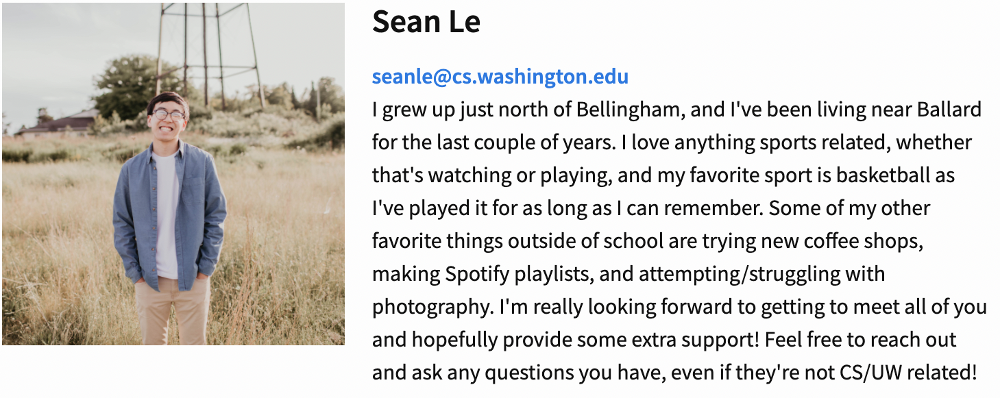 Sean Le
seanle@cs.washington.edu
I grew up just north of Bellingham, and I've been living near Ballard
for the last couple of years. I love anything sports related, whether
that's watching or playing, and my favorite sport is basketball as
I've played it for as long as I can remember. Some of my other
favorite things outside of school are trying new coffee shops,
making Spotify playlists, and attempting/struggling with
photography. I'm really looking forward to getting to meet all of you
and hopefully provide some extra support! Feel free to reach out
and ask any questions you have, even if they're not CS/UW related!